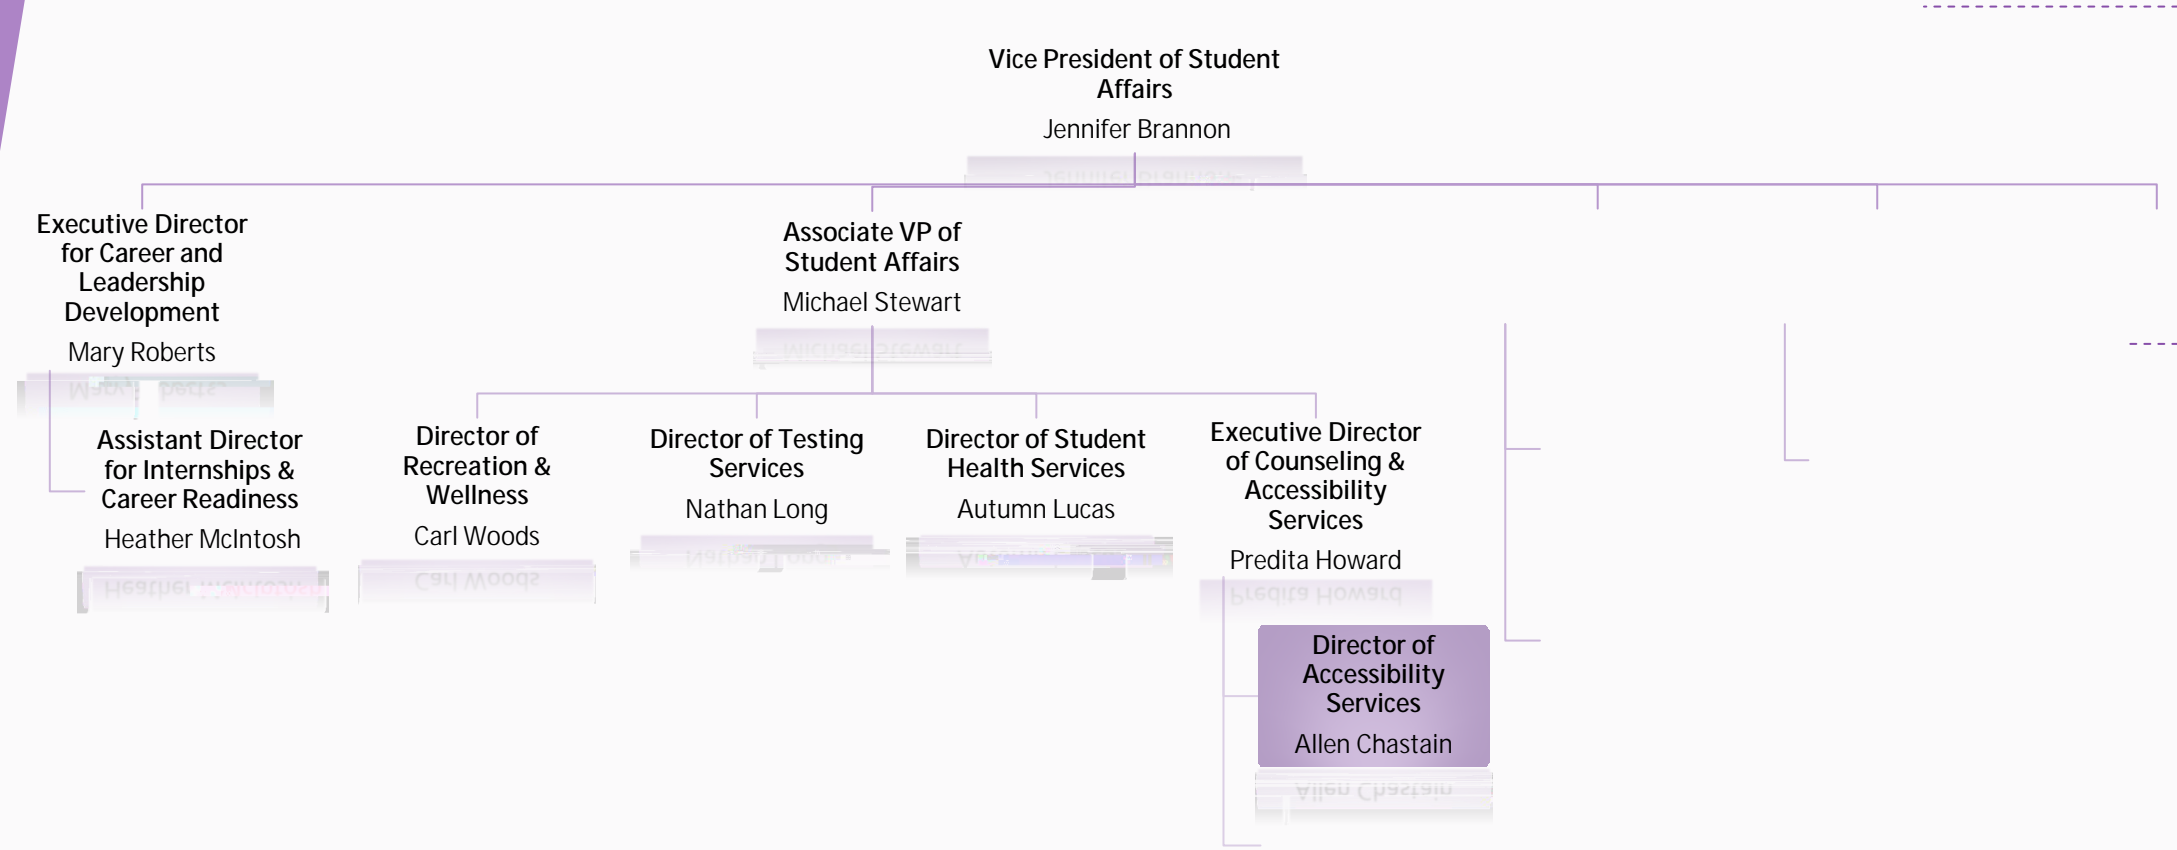 Vice President of Student
Affairs
Jennifer Brannon
Executive Director
for Career and
Leadership
Development
Mary Roberts
Associate VP of
Student Affairs
Michael Stewart
Assistant Director
for Internships &
Career Readiness
Heather McIntosh
Director of
Recreation &
Wellness
Carl Woods
Director of Testing
Services
Nathan Long
Director of Student
Health Services
Autumn Lucas
Executive Director
of Counseling &
Accessibility
Services
Predita Howard
Director of
Accessibility
Services
Allen Chastain